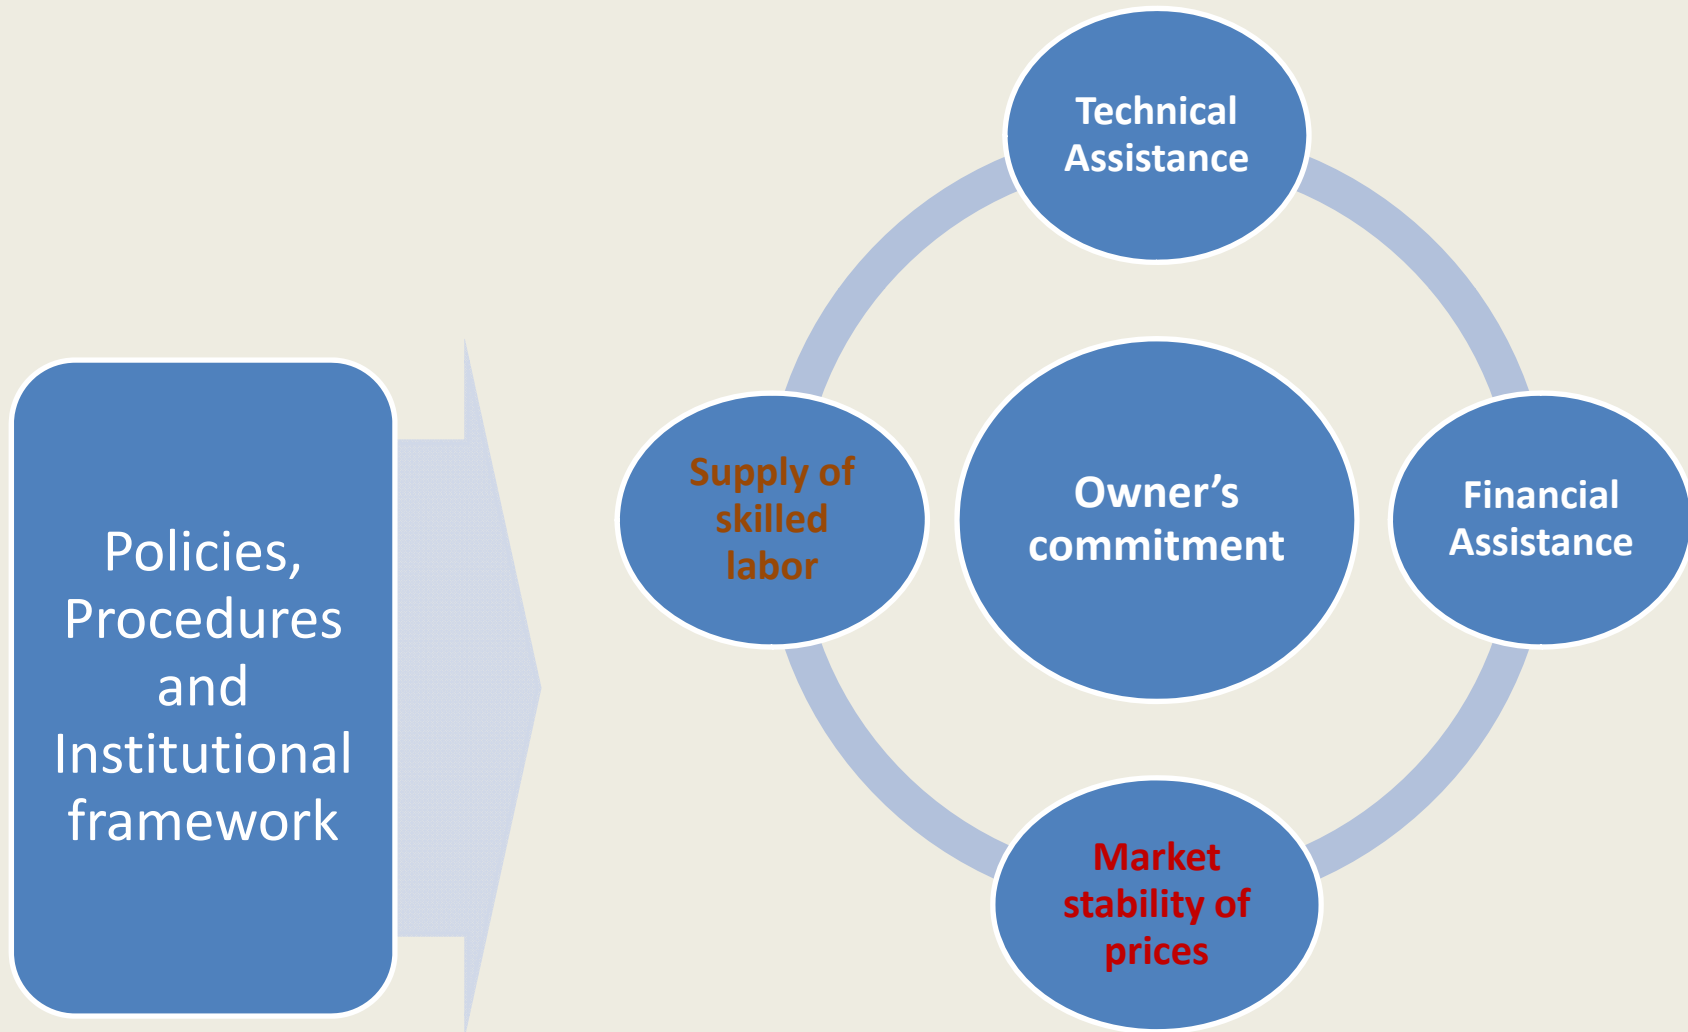 Technical
Assistance
Policies,
Procedures
and
Institutional
framework
Supply of
skilled
labor
Owner’s
commitment
Financial
Assistance
Market
stability of
prices